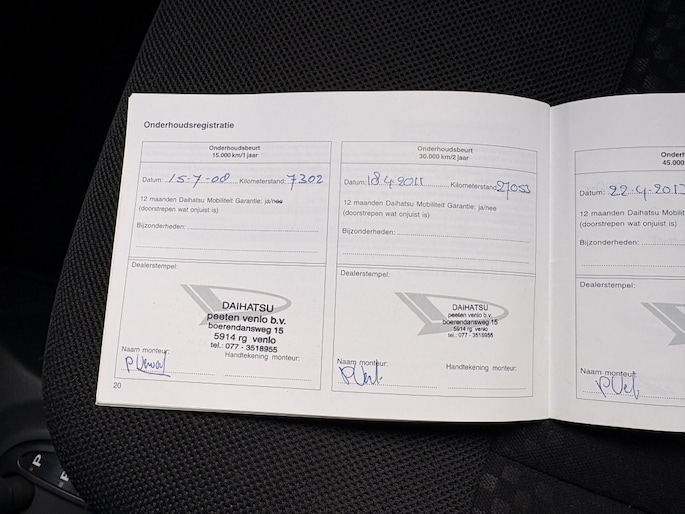 Onderhoudsregistratie
Onderhoudsbeurt
15.000 km/1 jaar
Datum: 15-7-08 Kilometerstand: 7302
12 maanden Daihatsu Mobiliteit Garantie: ja/nee
(doorstrepen wat onjuist is)
Bijzonderheden:
Dealerstempel:
DAIHATSU
peeten venlo b.v.
boerendansweg 15
5914 rg venlo
tel.: 077 - 3518955
Naam monteur:
Handtekening monteur:
20
Onderhoudsbeurt
30.000 km/2 jaar
Datum: 18-4-2011 Kilometerstand: 27053
12 maanden Daihatsu Mobiliteit Garantie: ja/nee
(doorstrepen wat onjuist is)
Bijzonderheden:
Dealerstempel:
DAIHATSU
peeten venlo b.v.
boerendansweg 15
5914 rg venlo
tel.: 077 - 3518955
Naam monteur:
Handtekening monteur:
Onderh
45.000
Datum: 22-4-201
12 maanden Daihatsu Mobil
(doorstrepen wat onjuist is)
Bijzonderheden:
Dealerstempel:
Naam monteur:
P